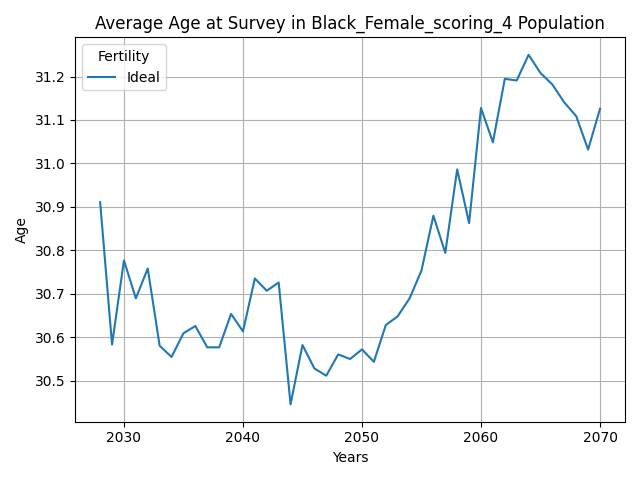 Average Age at Survey in Black_Female_scoring_4 Population
Fertility
Ideal
Age
31.2
31.1
31.0
30.9
30.8
30.7
30.6
30.5
2030 2040 2050 2060 2070
Years